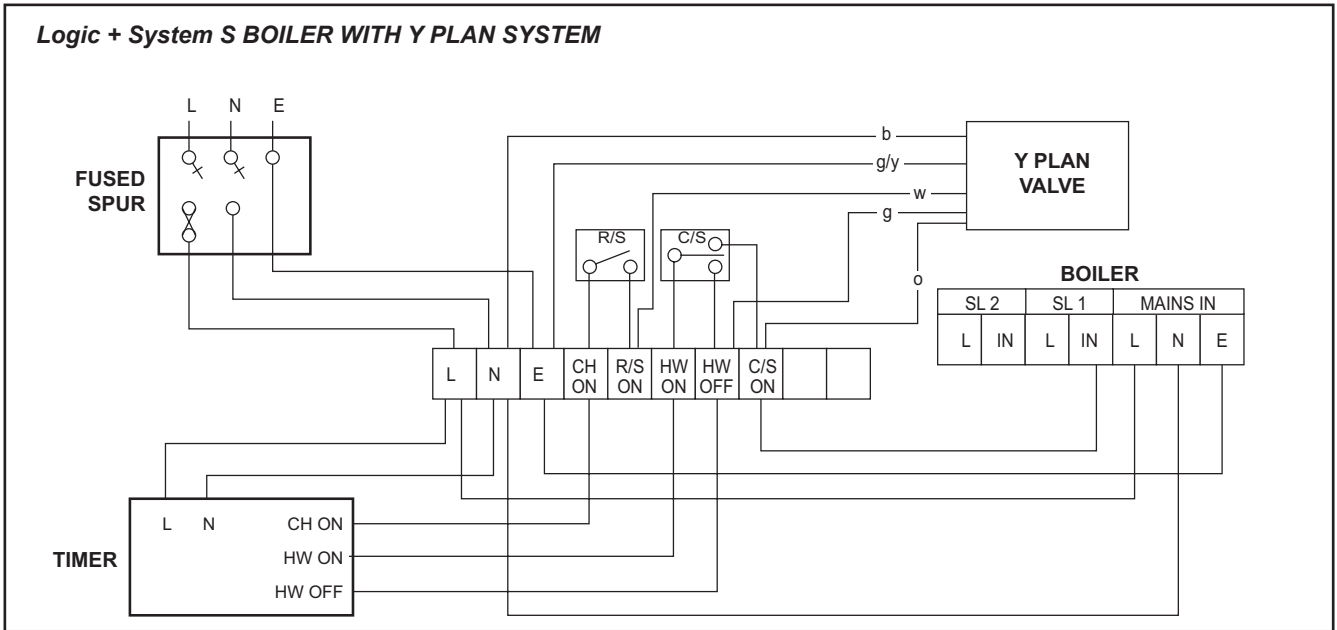 Logic + System S BOILER WITH Y PLAN SYSTEM
L N E
FUSED
SPUR
b
g/y
w
g
o
Y PLAN
VALVE
R/S
C/S
BOILER
SL 2 SL 1 MAINS IN
L IN L IN L N E
L N E CH ON R/S ON HW ON HW OFF C/S ON
TIMER
L N CH ON
HW ON
HW OFF